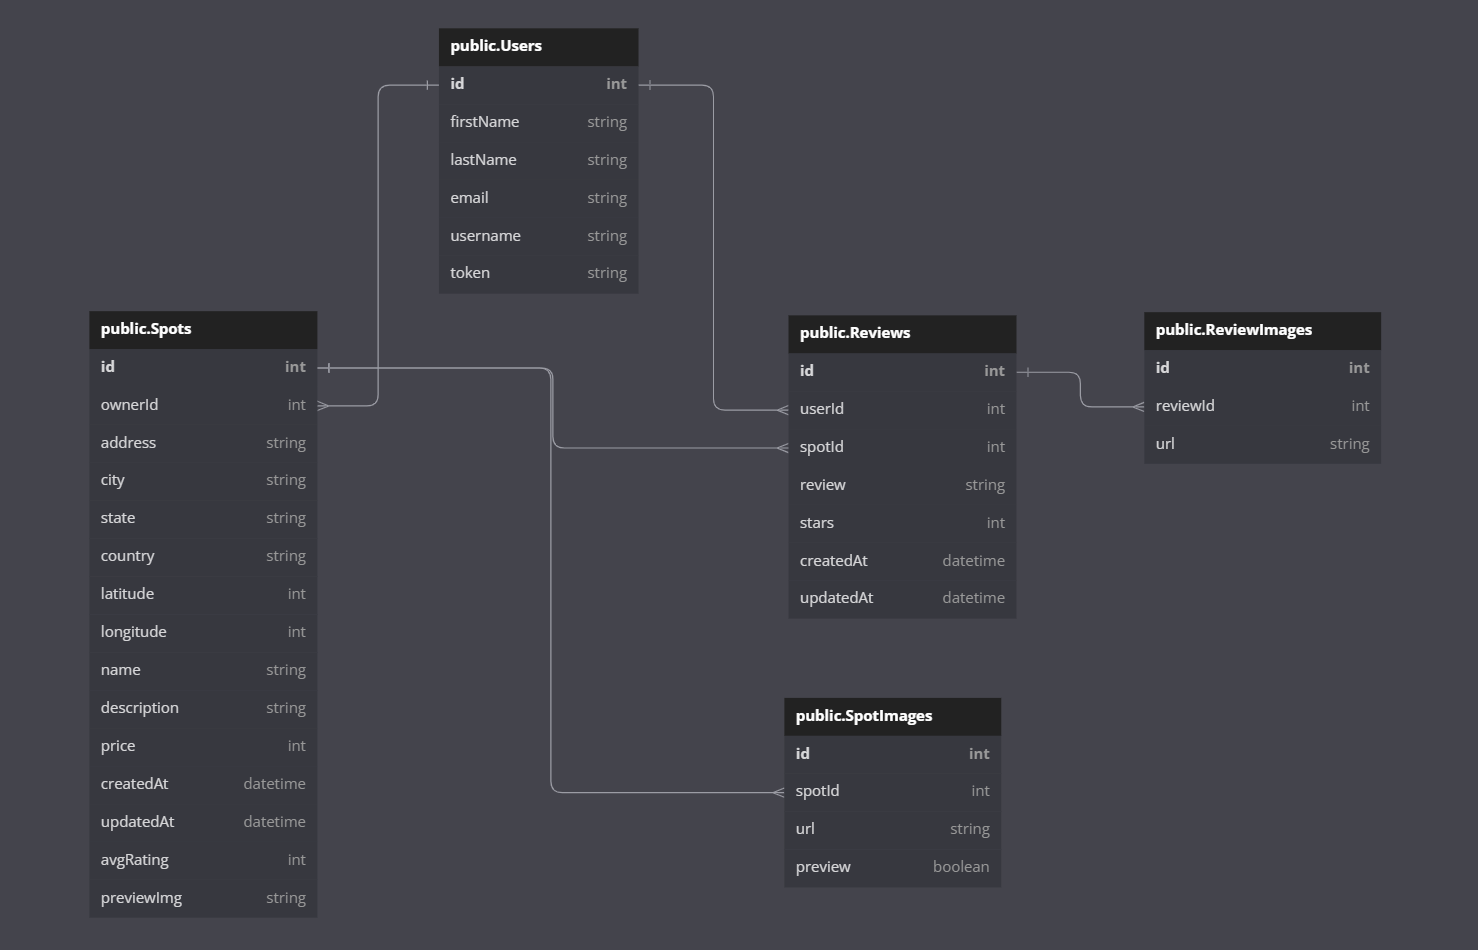 public.Users
id int
firstName string
lastName string
email string
username string
token string
public.Spots
id int
ownerId int
address string
city string
state string
country string
latitude int
longitude int
name string
description string
price int
createdAt datetime
updatedAt datetime
avgRating int
previewImg string
public.Reviews
id int
userId int
spotId int
review string
stars int
createdAt datetime
updatedAt datetime
public.ReviewImages
id int
reviewId int
url string
public.SpotImages
id int
spotId int
url string
preview boolean